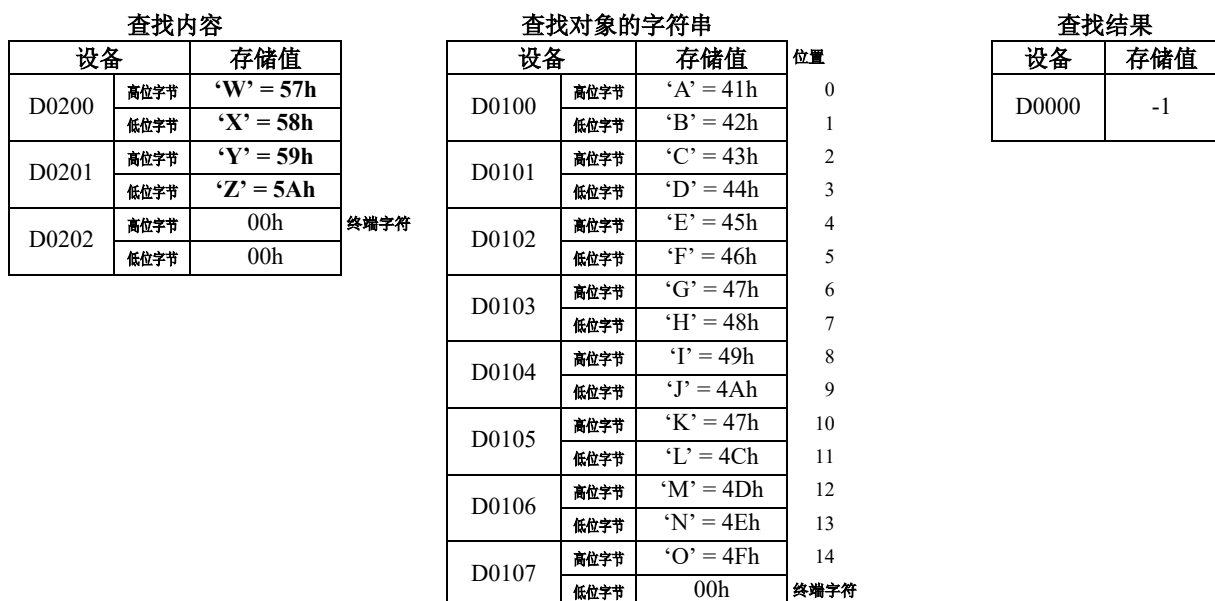 查找内容
设备 存储值
D0200 高位字节 ‘W’ = 57h
低位字节 ‘X’ = 58h
D0201 高位字节 ‘Y’ = 59h
低位字节 ‘Z’ = 5Ah
D0202 高位字节 00h 终端字符
低位字节 00h
查找对象的字符串
设备 存储值 位置
D0100 高位字节 ‘A’ = 41h 0
低位字节 ‘B’ = 42h 1
D0101 高位字节 ‘C’ = 43h 2
低位字节 ‘D’ = 44h 3
D0102 高位字节 ‘E’ = 45h 4
低位字节 ‘F’ = 46h 5
D0103 高位字节 ‘G’ = 47h 6
低位字节 ‘H’ = 48h 7
D0104 高位字节 ‘I’ = 49h 8
低位字节 ‘J’ = 4Ah 9
D0105 高位字节 ‘K’ = 47h 10
低位字节 ‘L’ = 4Ch 11
D0106 高位字节 ‘M’ = 4Dh 12
低位字节 ‘N’ = 4Eh 13
D0107 高位字节 ‘O’ = 4Fh 14
低位字节 00h 终端字符
查找结果
设备 存储值
D0000 -1